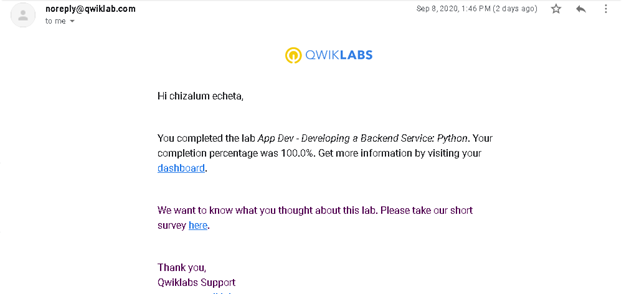 noreply@qwiklab.com
Sep 8, 2020, 1:46 PM (2 days ago)
to me
QWIKLABS
Hi chizalum echeta,
You completed the lab App Dev - Developing a Backend Service: Python. Your
completion percentage was 100.0%. Get more information by visiting your
dashboard.
We want to know what you thought about this lab. Please take our short
survey here.
Thank you,
Qwiklabs Support